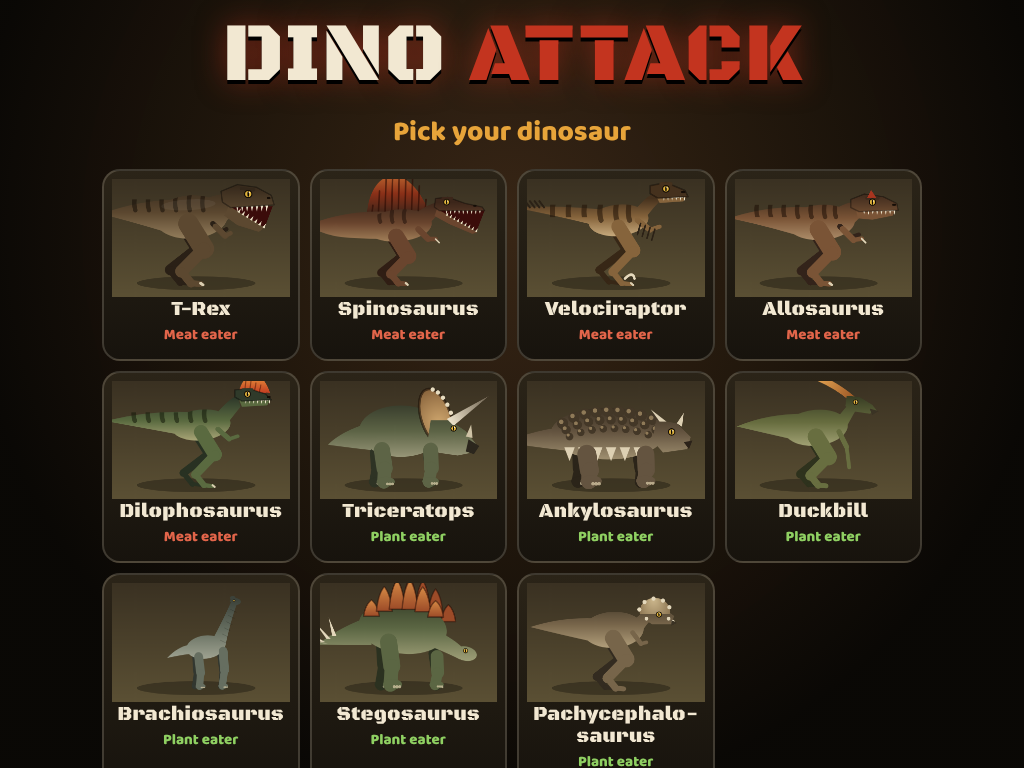 DINO ATTACK
Pick your dinosaur
T-Rex
Meat eater
Spinosaurus
Meat eater
Velociraptor
Meat eater
Allosaurus
Meat eater
Dilophosaurus
Meat eater
Triceratops
Plant eater
Ankylosaurus
Plant eater
Duckbill
Plant eater
Brachiosaurus
Plant eater
Stegosaurus
Plant eater
Pachycephalo-
saurus
Plant eater